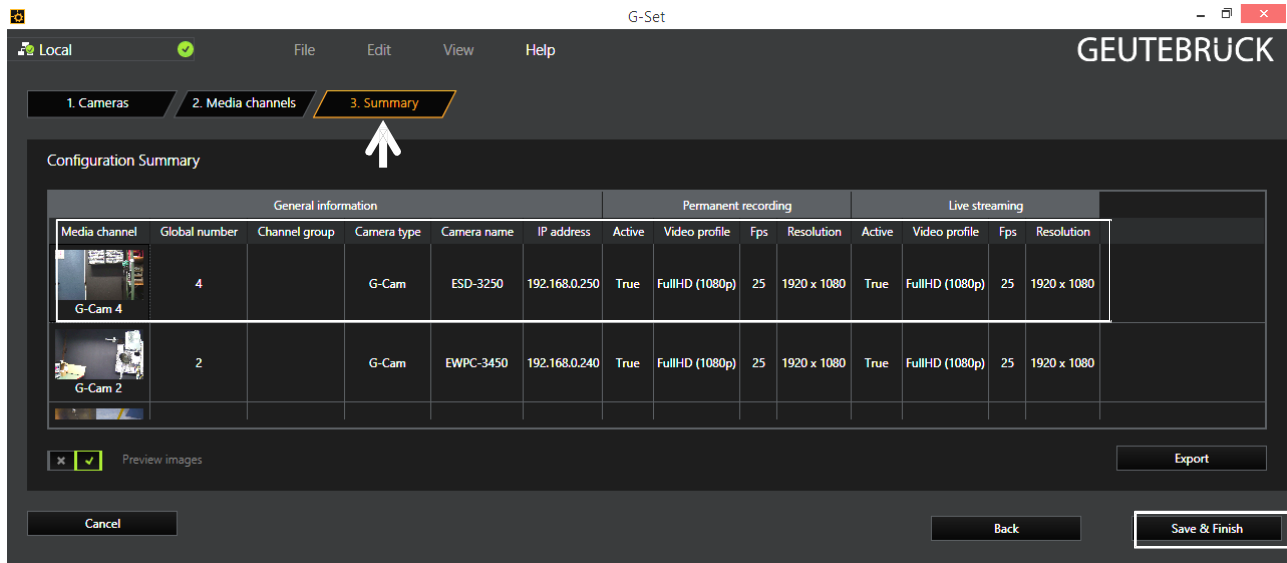 G-Set
Local File Edit View Help GEUTEBRÜCK
1. Cameras 2. Media channels 3. Summary
Configuration Summary
General information Permanent recording Live streaming
Media channel Global number Channel group Camera type Camera name IP address Active Video profile Fps Resolution Active Video profile Fps Resolution
4 G-Cam ESD-3250 192.168.0.250 True FullHD (1080p) 25 1920 x 1080 True FullHD (1080p) 25 1920 x 1080
G-Cam 4
2 G-Cam EWPC-3450 192.168.0.240 True FullHD (1080p) 25 1920 x 1080 True FullHD (1080p) 25 1920 x 1080
G-Cam 2
Preview images Export
Cancel Back Save & Finish